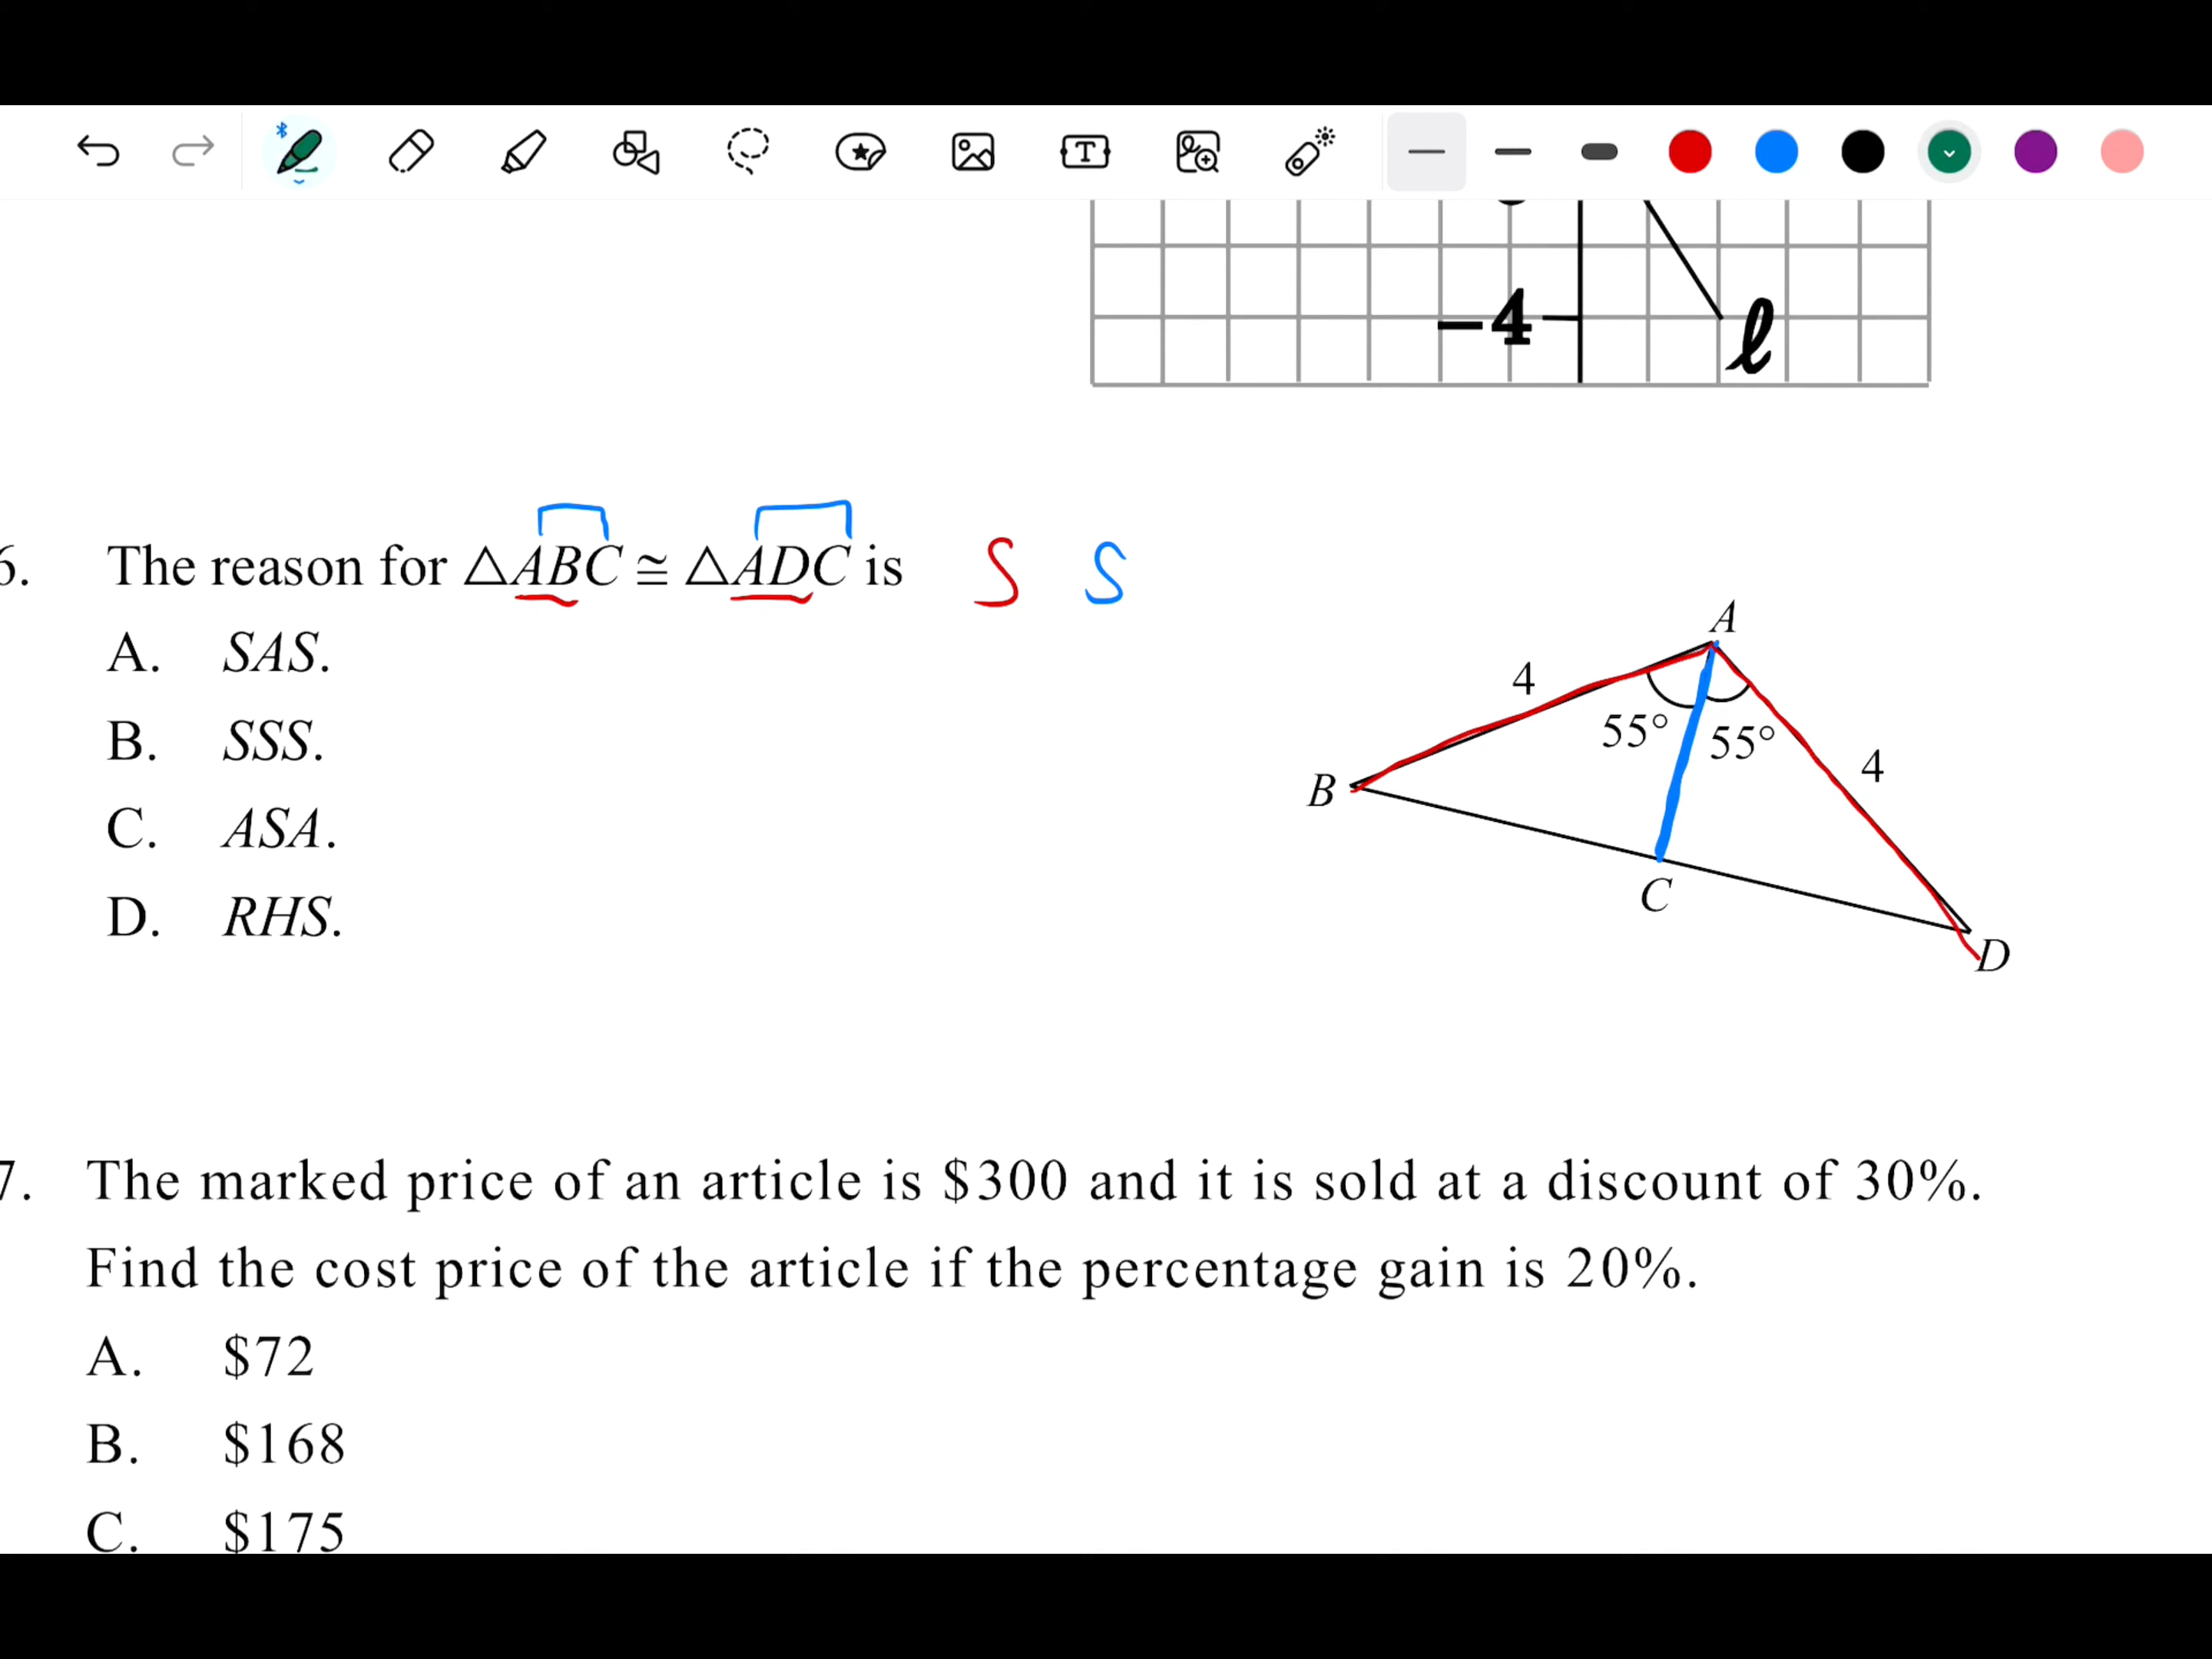 T
−4
ℓ
6. The reason for △ABC ≅ △ADC is S S
A. SAS.
B. SSS.
C. ASA.
D. RHS.
A
4
4
55° 55°
B
C
D
7. The marked price of an article is $300 and it is sold at a discount of 30%.
Find the cost price of the article if the percentage gain is 20%.
A. $72
B. $168
C. $175